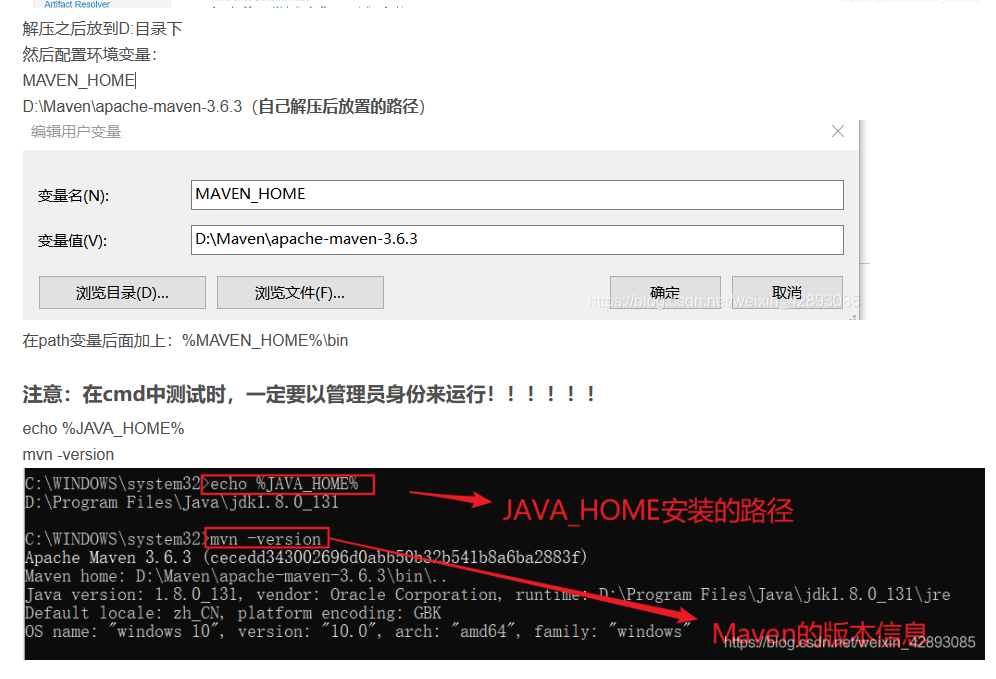 Artifact Resolver
解压之后放到D:目录下
然后配置环境变量：
MAVEN_HOME
D:\Maven\apache-maven-3.6.3（自己解压后放置的路径）
编辑用户变量
变量名(N):
MAVEN_HOME
变量值(V):
D:\Maven\apache-maven-3.6.3
浏览目录(D)... 浏览文件(F)... 确定 取消
https://blog.csdn.net/weixin_42893085
在path变量后面加上：%MAVEN_HOME%\bin
注意：在cmd中测试时，一定要以管理员身份来运行！！！！！！
echo %JAVA_HOME%
mvn -version
C:\WINDOWS\system32>echo %JAVA_HOME%
D:\Program Files\Java\jdk1.8.0_131
JAVA_HOME安装的路径
C:\WINDOWS\system32>mvn -version
Apache Maven 3.6.3 (cecedd343002696d0abb50b32b541b8a6ba2883f)
Maven home: D:\Maven\apache-maven-3.6.3\bin\..
Java version: 1.8.0_131, vendor: Oracle Corporation, runtime: D:\Program Files\Java\jdk1.8.0_131\jre
Default locale: zh_CN, platform encoding: GBK
OS name: "windows 10", version: "10.0", arch: "amd64", family: "windows"
Maven的版本信息
https://blog.csdn.net/weixin_42893085